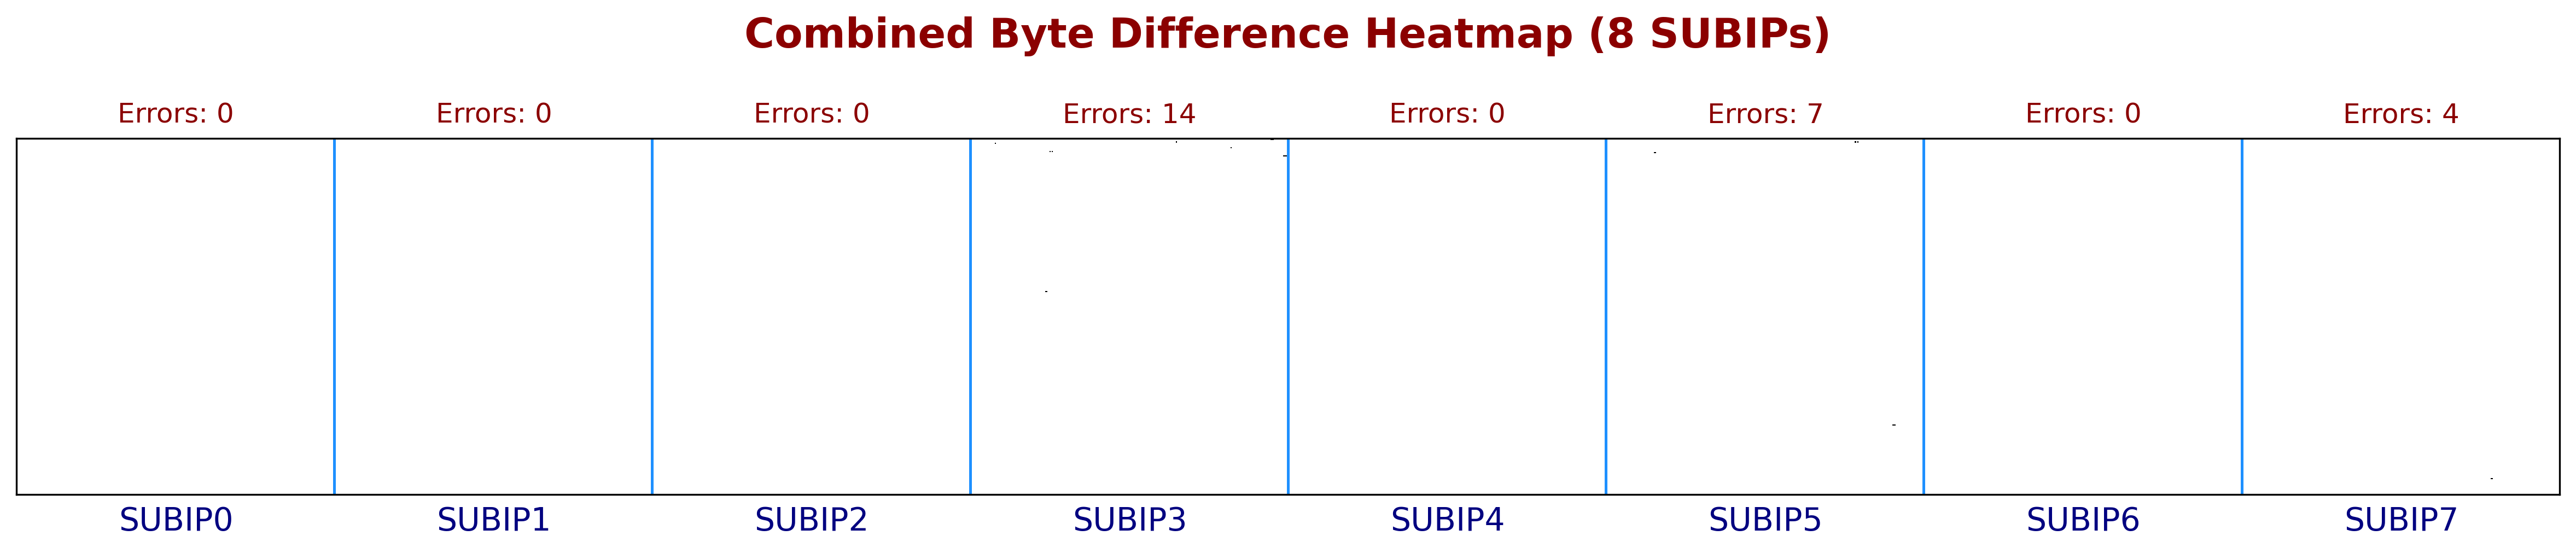 Combined Byte Difference Heatmap (8 SUBIPs)
Errors: 0 Errors: 0 Errors: 0 Errors: 14 Errors: 0 Errors: 7 Errors: 0 Errors: 4
SUBIP0 SUBIP1 SUBIP2 SUBIP3 SUBIP4 SUBIP5 SUBIP6 SUBIP7